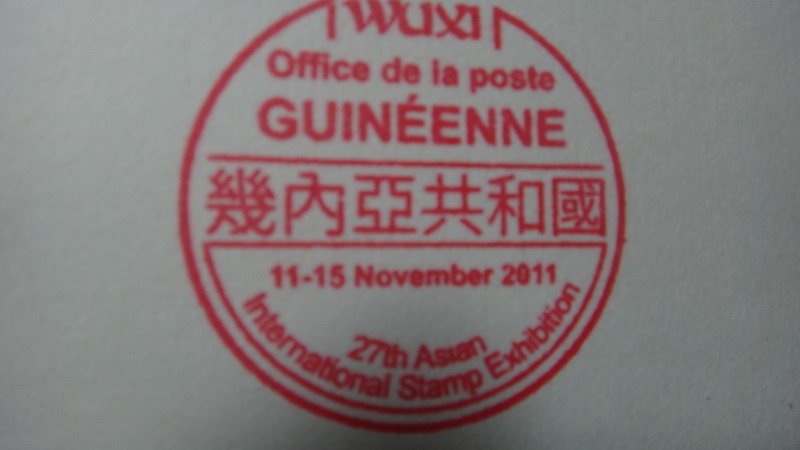 WUXI
Office de la poste
GUINÉENNE
幾內亞共和國
11-15 November 2011
27th Asian
International Stamp Exhibition